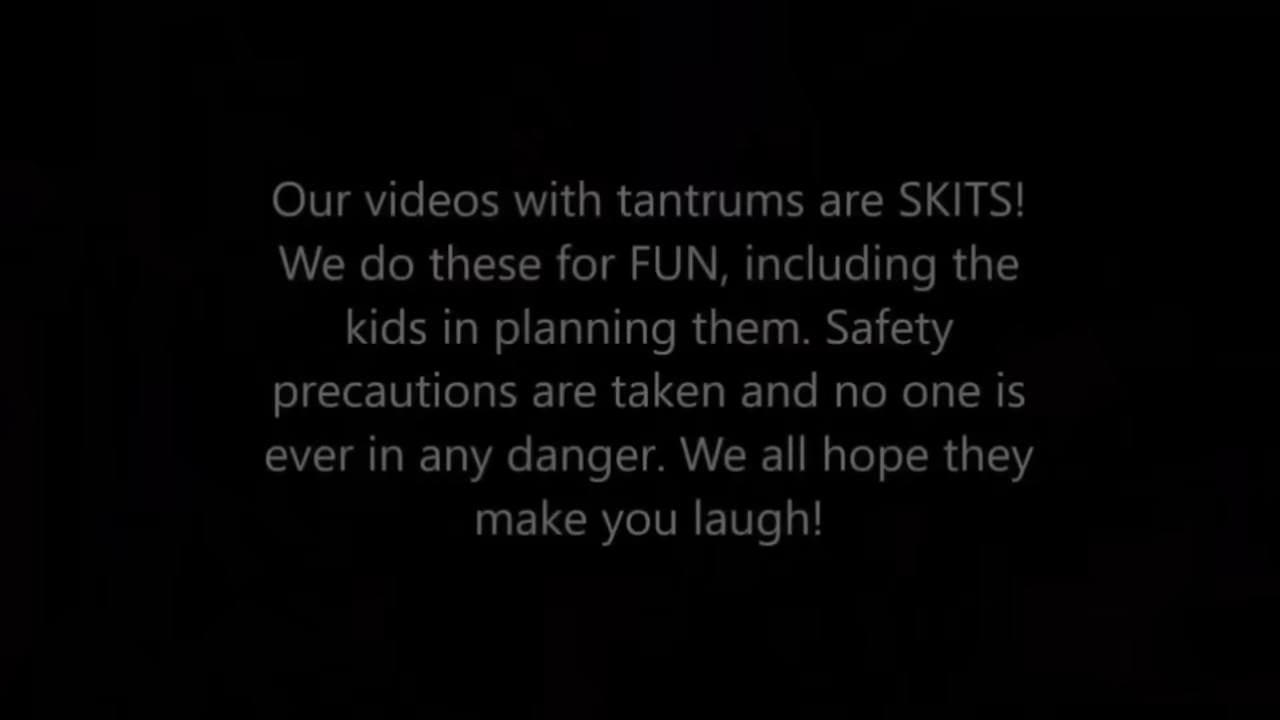 Our videos with tantrums are SKITS!
We do these for FUN, including the
kids in planning them. Safety
precautions are taken and no one is
ever in any danger. We all hope they
make you laugh!